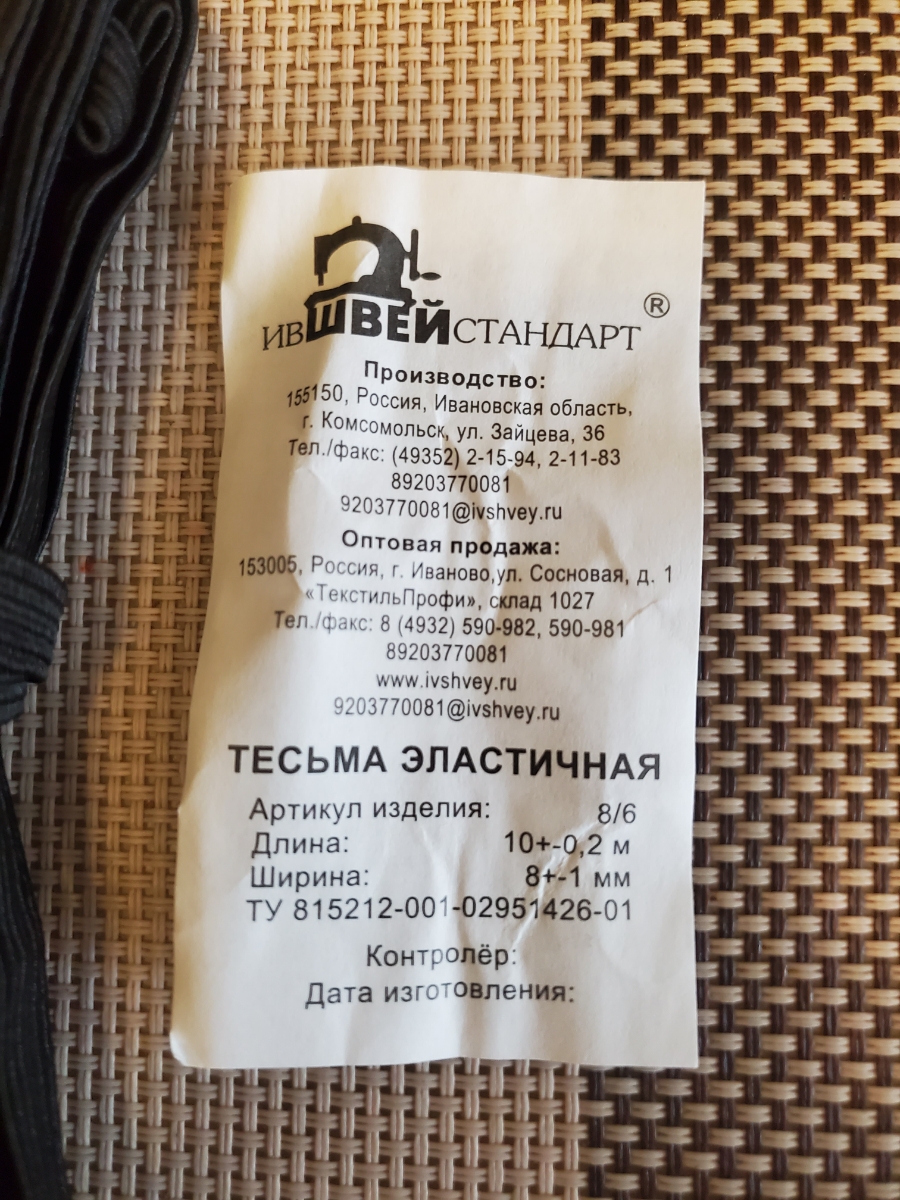 ИВШВЕЙСТАНДАРТ ®
Производство:
155150, Россия, Ивановская область,
г. Комсомольск, ул. Зайцева, 36
Тел./факс: (49352) 2-15-94, 2-11-83
89203770081
9203770081@ivshvey.ru
Оптовая продажа:
153005, Россия, г. Иваново,ул. Сосновая, д. 1
«ТекстильПрофи», склад 1027
Тел./факс: 8 (4932) 590-982, 590-981
89203770081
www.ivshvey.ru
9203770081@ivshvey.ru
ТЕСЬМА ЭЛАСТИЧНАЯ
Артикул изделия: 8/6
Длина: 10+-0,2 м
Ширина: 8+-1 мм
ТУ 815212-001-02951426-01
Контролёр:
Дата изготовления: